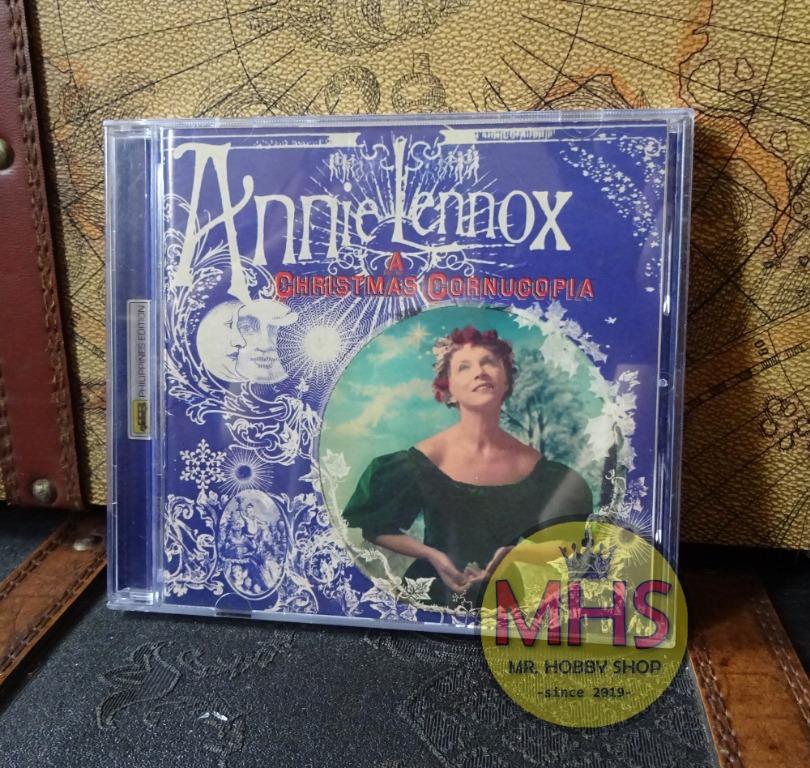 Annie Lennox
A
Christmas Cornucopia
PHILIPPINES EDITION
MHS
MR. HOBBY SHOP
-since 2019-